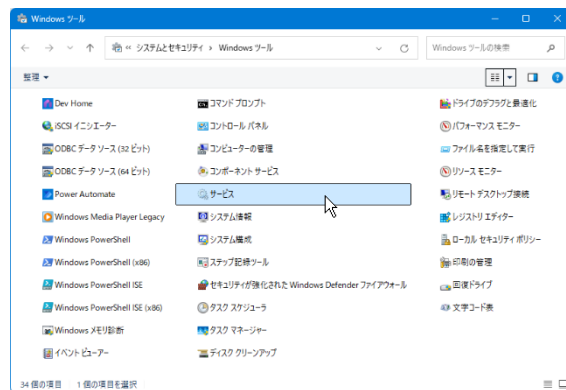 Windows ツール
システムとセキュリティ › Windows ツール
Windows ツールの検索
整理
Dev Home
iSCSI イニシエーター
ODBC データ ソース (32 ビット)
ODBC データ ソース (64 ビット)
Power Automate
Windows Media Player Legacy
Windows PowerShell
Windows PowerShell (x86)
Windows PowerShell ISE
Windows PowerShell ISE (x86)
Windows メモリ診断
イベント ビューアー
コマンド プロンプト
コントロール パネル
コンピューターの管理
コンポーネント サービス
サービス
システム情報
システム構成
ステップ記録ツール
セキュリティが強化された Windows Defender ファイアウォール
タスク スケジューラ
タスク マネージャー
ディスク クリーンアップ
ドライブのデフラグと最適化
パフォーマンス モニター
ファイル名を指定して実行
リソース モニター
リモート デスクトップ接続
レジストリ エディター
ローカル セキュリティ ポリシー
印刷の管理
回復ドライブ
文字コード表
34 個の項目 1 個の項目を選択